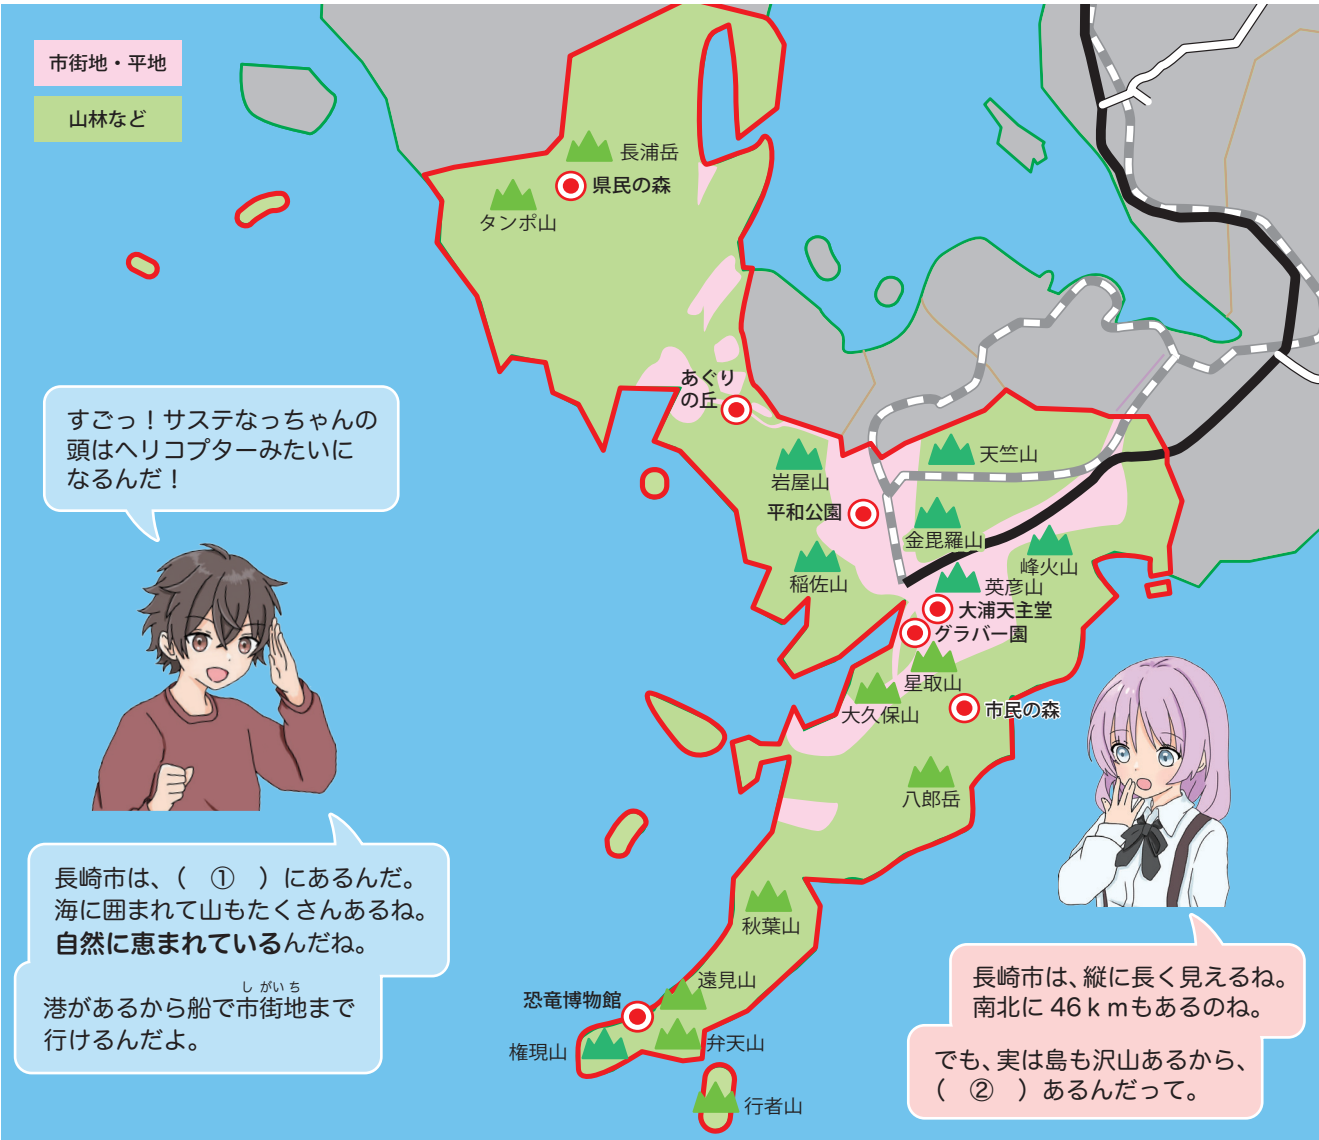 市街地・平地
山林など
長浦岳
県民の森
タンポ山
あぐり
の丘
天竺山
岩屋山
平和公園
金毘羅山
峰火山
稲佐山
英彦山
大浦天主堂
グラバー園
星取山
大久保山
市民の森
八郎岳
秋葉山
遠見山
恐竜博物館
弁天山
権現山
行者山
すごっ！サステなっちゃんの
頭はヘリコプターみたいに
なるんだ！
長崎市は、（　①　）にあるんだ。
海に囲まれて山もたくさんあるね。
自然に恵まれているんだね。
し がい ち
港があるから船で市街地まで
行けるんだよ。
長崎市は、縦に長く見えるね。
南北に 46ｋｍもあるのね。
でも、実は島も沢山あるから、
（　②　）あるんだって。